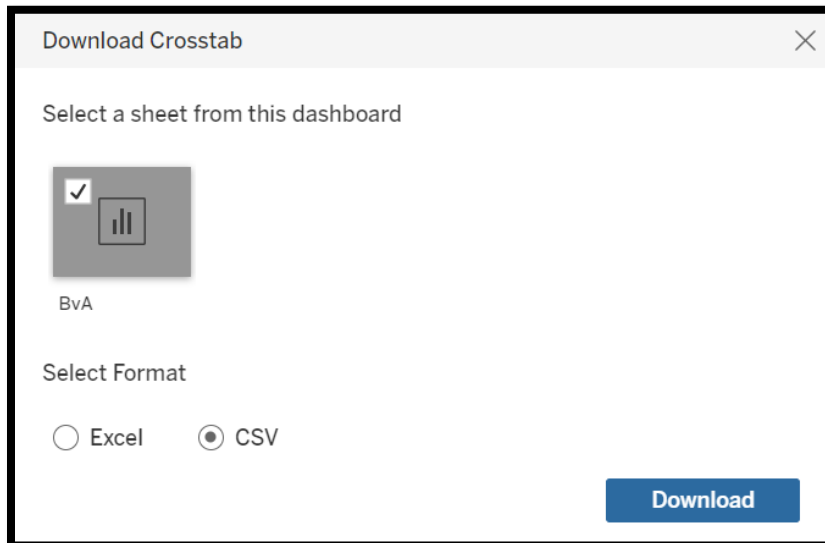 Download Crosstab
Select a sheet from this dashboard
BvA
Select Format
Excel CSV
Download